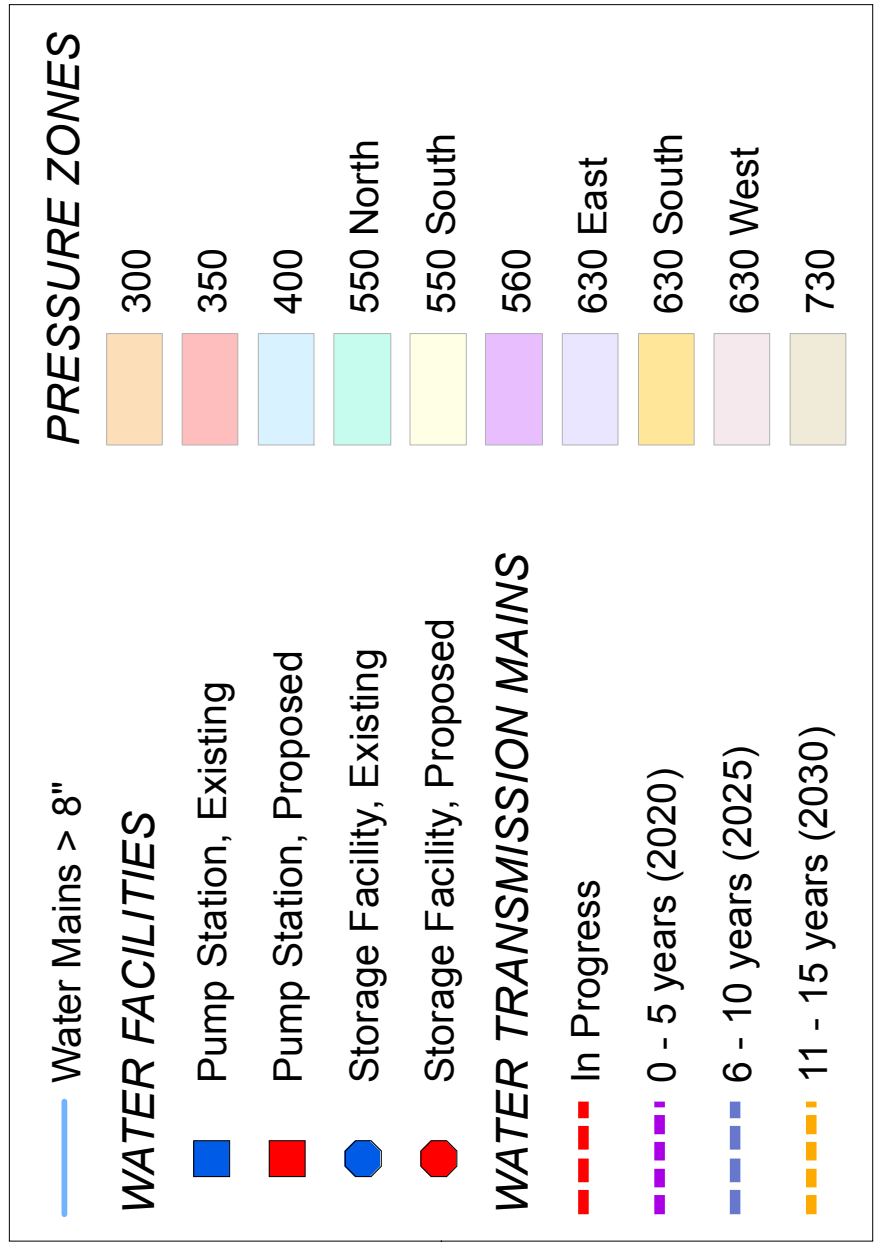 Water Mains > 8"
WATER FACILITIES
Pump Station, Existing
Pump Station, Proposed
Storage Facility, Existing
Storage Facility, Proposed
WATER TRANSMISSION MAINS
In Progress
0 - 5 years (2020)
6 - 10 years (2025)
11 - 15 years (2030)
PRESSURE ZONES
300
350
400
550 North
550 South
560
630 East
630 South
630 West
730